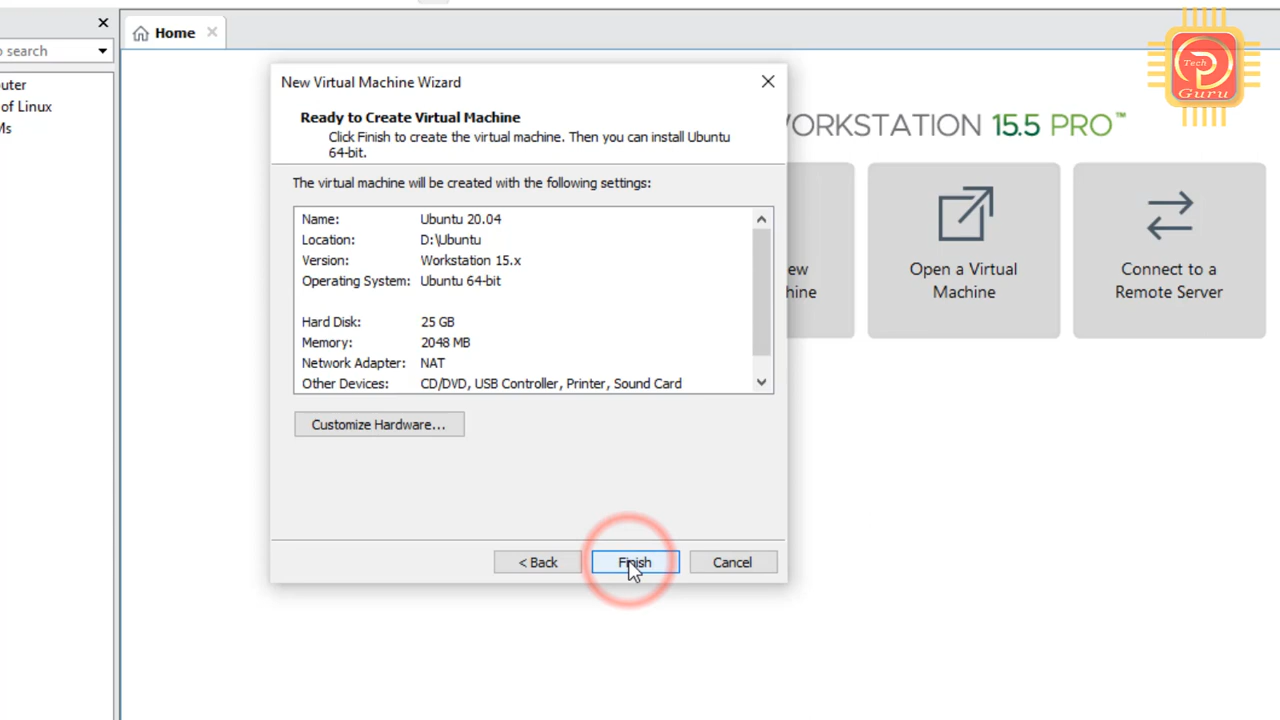 o search
uter
of Linux
Ms
Home
New Virtual Machine Wizard
Ready to Create Virtual Machine
Click Finish to create the virtual machine. Then you can install Ubuntu
64-bit.
The virtual machine will be created with the following settings:
Name: Ubuntu 20.04
Location: D:\Ubuntu
Version: Workstation 15.x
Operating System: Ubuntu 64-bit
Hard Disk: 25 GB
Memory: 2048 MB
Network Adapter: NAT
Other Devices: CD/DVD, USB Controller, Printer, Sound Card
Customize Hardware...
< Back
Finish
Cancel
WORKSTATION 15.5 PRO™
ew
hine
Open a Virtual
Machine
Connect to a
Remote Server
Tech
Guru